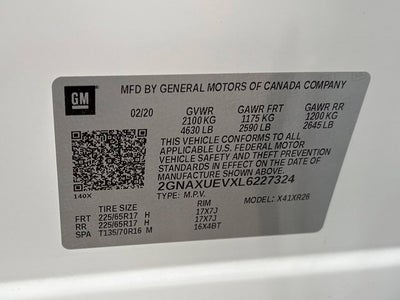 GM
MFD BY GENERAL MOTORS OF CANADA COMPANY
02/20 GVWR GAWR FRT GAWR RR
2100 KG 1175 KG 1200 KG
4630 LB 2590 LB 2645 LB
THIS VEHICLE CONFORMS TO ALL
APPLICABLE U.S. FEDERAL MOTOR
VEHICLE SAFETY AND THEFT
PREVENTION STANDARDS IN EFFECT
ON THE DATE OF MANUFACTURE
SHOWN ABOVE.
2GNAXUEVXL6227324
140X TYPE: M.P.V. X41XR26
TIRE SIZE RIM
FRT 225/65R17 H 17X7J
RR 225/65R17 H 17X7J
SPA T135/70R16 M 16X4BT